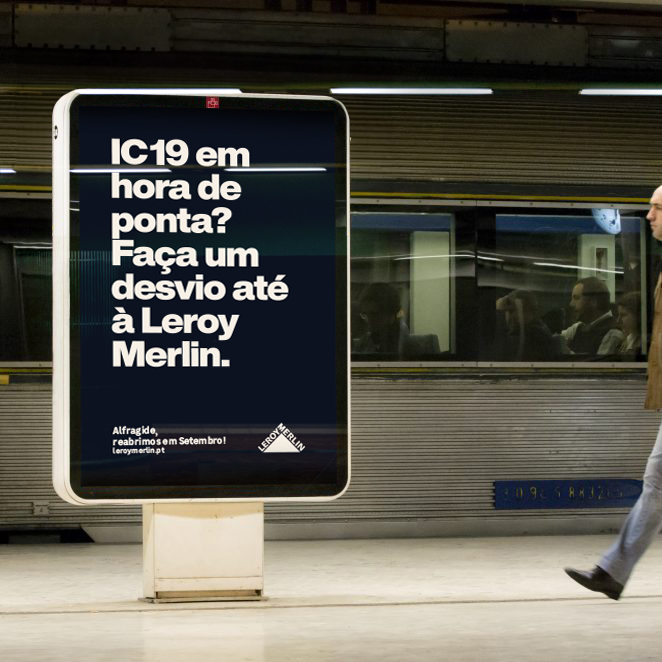 IC19 em
hora de
ponta?
Faça um
desvio até
à Leroy
Merlin.
Alfragide,
reabrimos em Setembro!
leroymerlin.pt
LEROY MERLIN